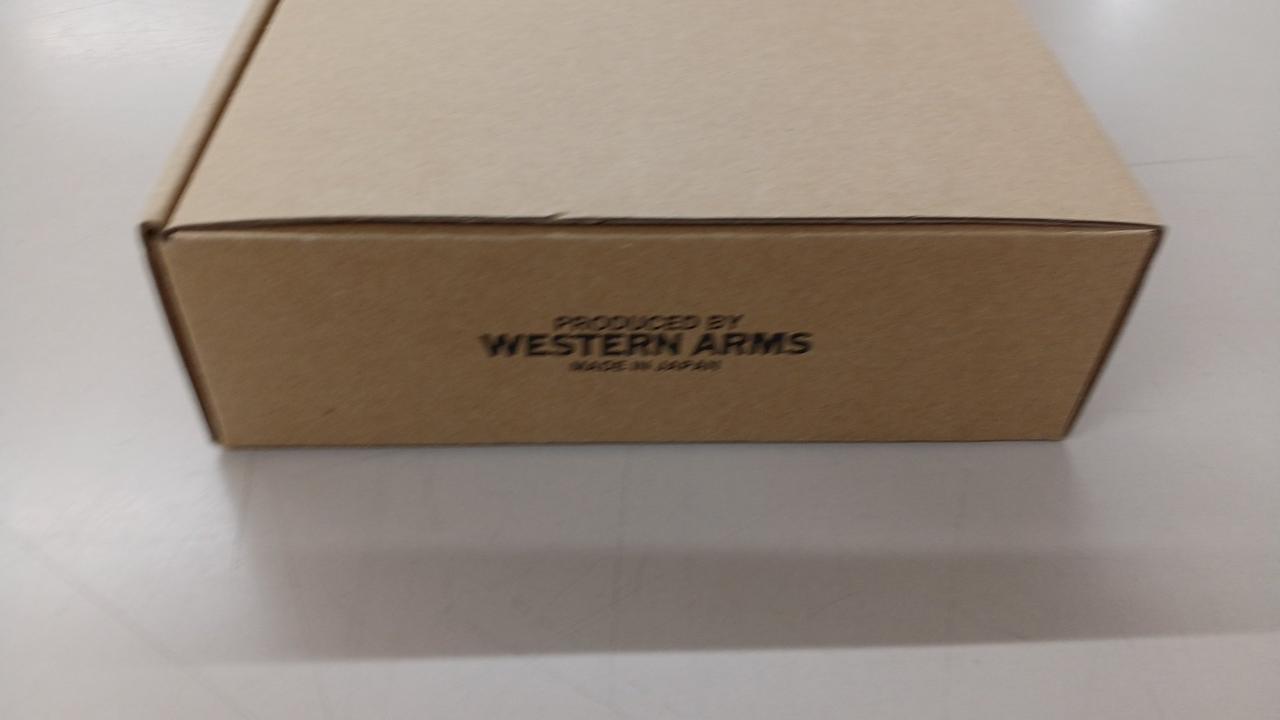 PRODUCED BY
WESTERN ARMS
MADE IN JAPAN